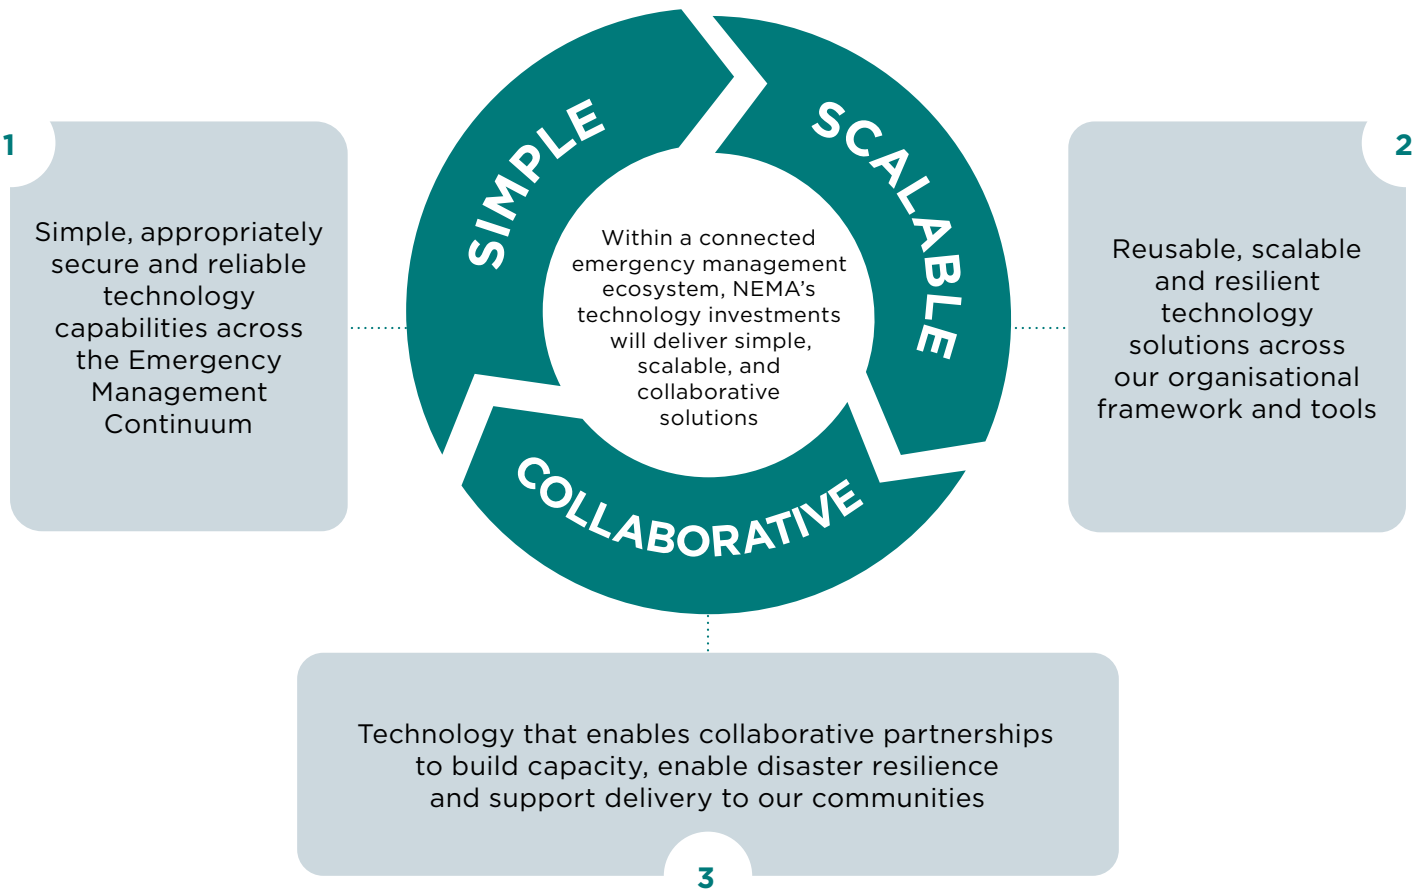 1
Simple, appropriately
secure and reliable
technology
capabilities across
the Emergency
Management
Continuum
SIMPLE
SCALABLE
COLLABORATIVE
Within a connected
emergency management
ecosystem, NEMA’s
technology investments
will deliver simple,
scalable, and
collaborative
solutions
2
Reusable, scalable
and resilient
technology
solutions across
our organisational
framework and tools
Technology that enables collaborative partnerships
to build capacity, enable disaster resilience
and support delivery to our communities
3